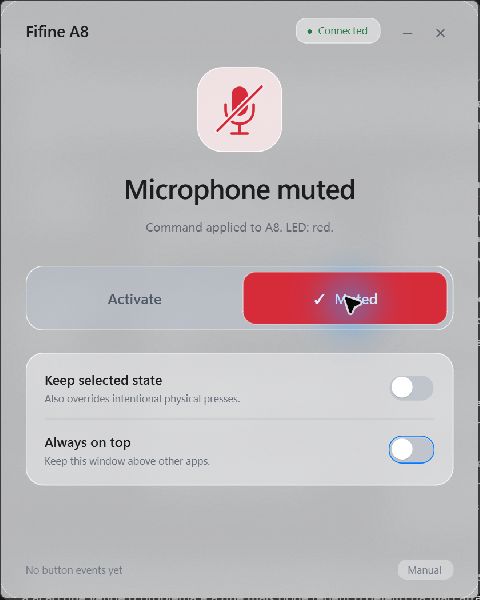 Fifine A8
Connected
Microphone muted
Command applied to A8. LED: red.
Activate
✓ Muted
Keep selected state
Also overrides intentional physical presses.
Always on top
Keep this window above other apps.
No button events yet
Manual